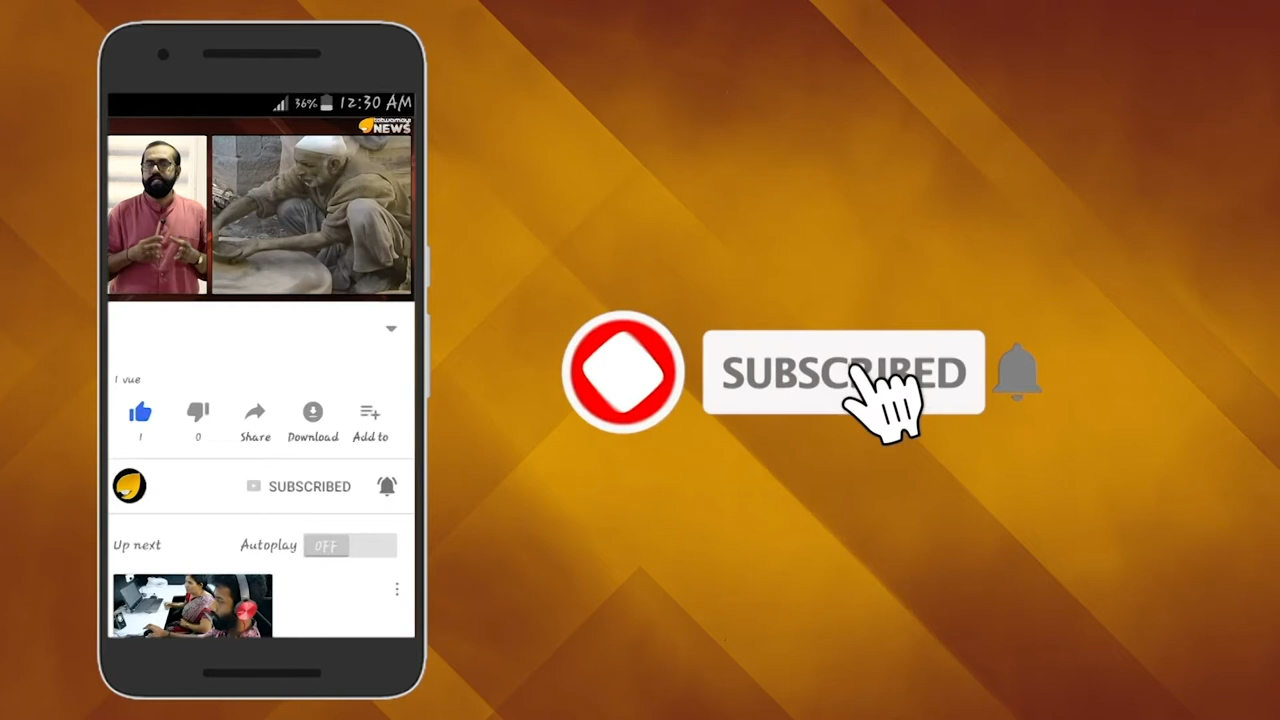 36% 12:30 AM
tatwamayi
NEWS
1 vue
1
0
Share
Download
Add to
SUBSCRIBED
Up next
Autoplay
OFF
SUBSCRIBED